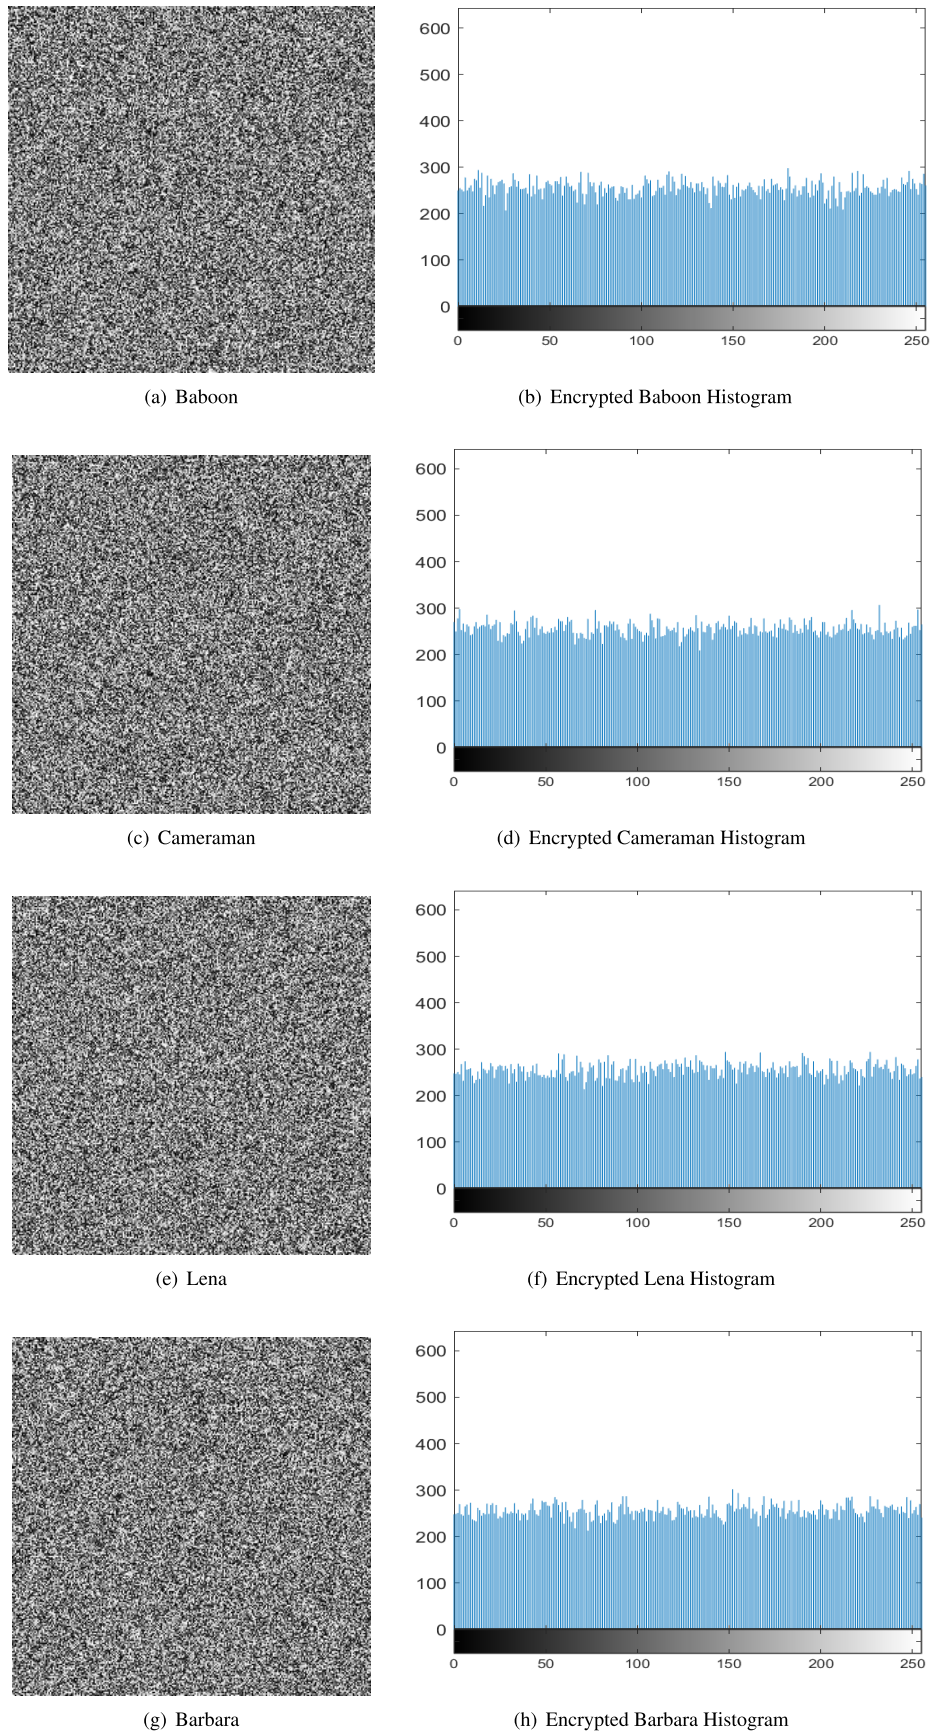 600
500
400
300
200
100
0
0 50 100 150 200 250
(a) Baboon
(b) Encrypted Baboon Histogram
600
500
400
300
200
100
0
0 50 100 150 200 250
(c) Cameraman
(d) Encrypted Cameraman Histogram
600
500
400
300
200
100
0
0 50 100 150 200 250
(e) Lena
(f) Encrypted Lena Histogram
600
500
400
300
200
100
0
0 50 100 150 200 250
(g) Barbara
(h) Encrypted Barbara Histogram